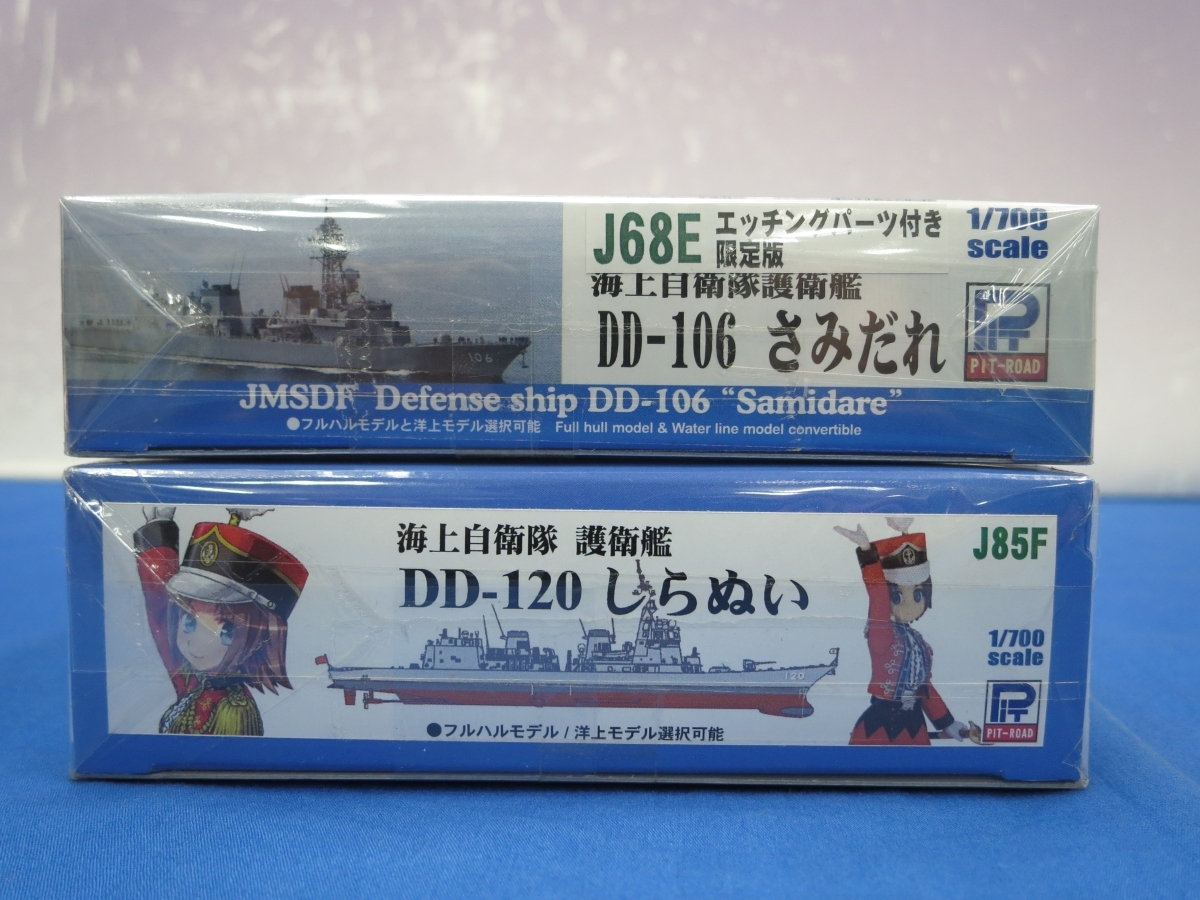 J68E エッチングパーツ付き
限定版
1/700
scale
海上自衛隊護衛艦
DD-106 さみだれ
106
PIT
PIT-ROAD
JMSDF Defense ship DD-106 "Samidare"
●フルハルモデルと洋上モデル選択可能 Full hull model & Water line model convertible
海上自衛隊 護衛艦
J85F
DD-120 しらぬい
120
1/700
scale
●フルハルモデル / 洋上モデル選択可能
PIT
PIT-ROAD